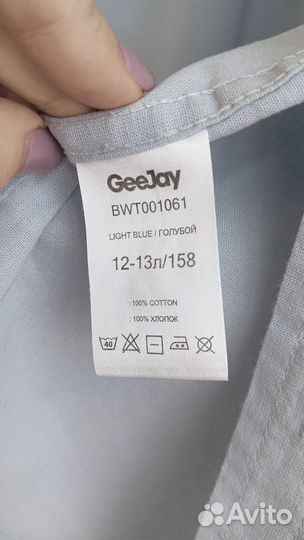 GeeJay
BWT001061
LIGHT BLUE / ГОЛУБОЙ
12-13л/158
: 100% COTTON
: 100% ХЛОПОК
40
Avito